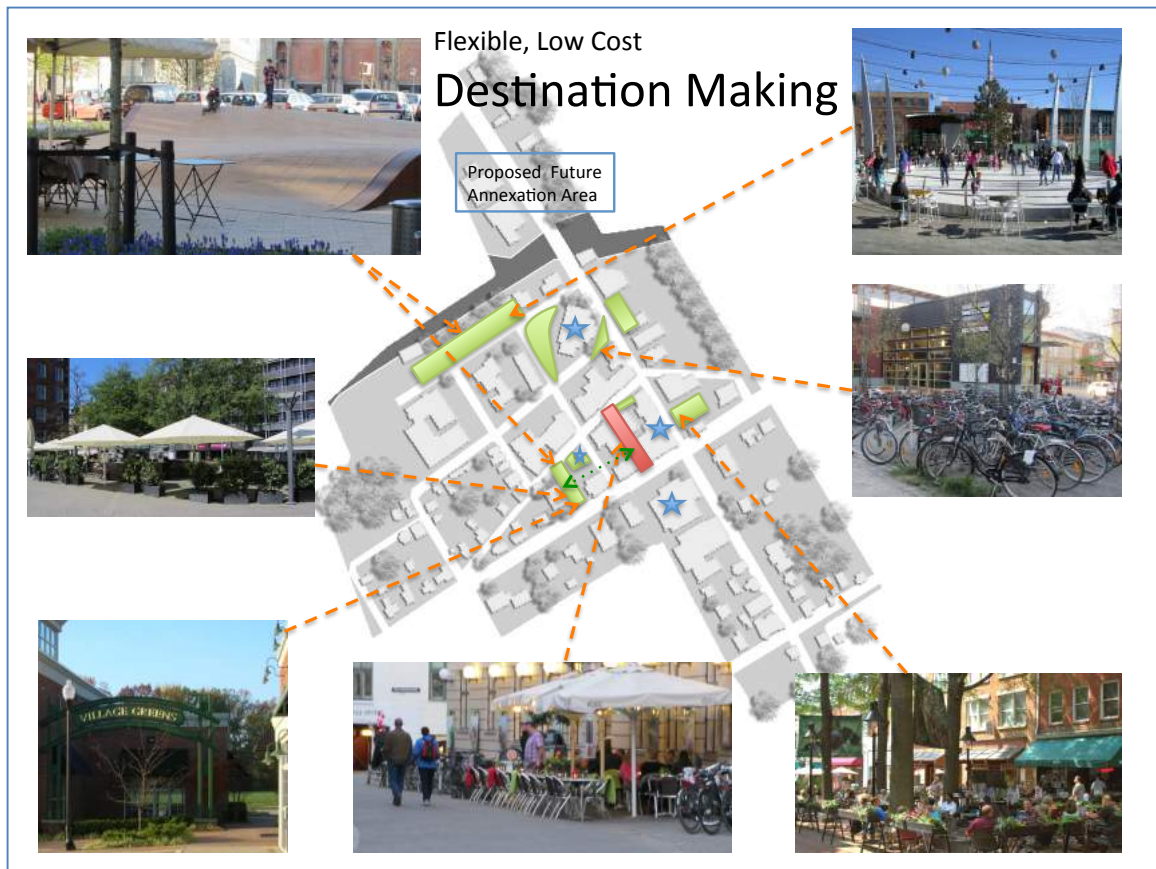 Flexible, Low Cost
Destination Making
Proposed Future
Annexation Area
VILLAGE GREENS